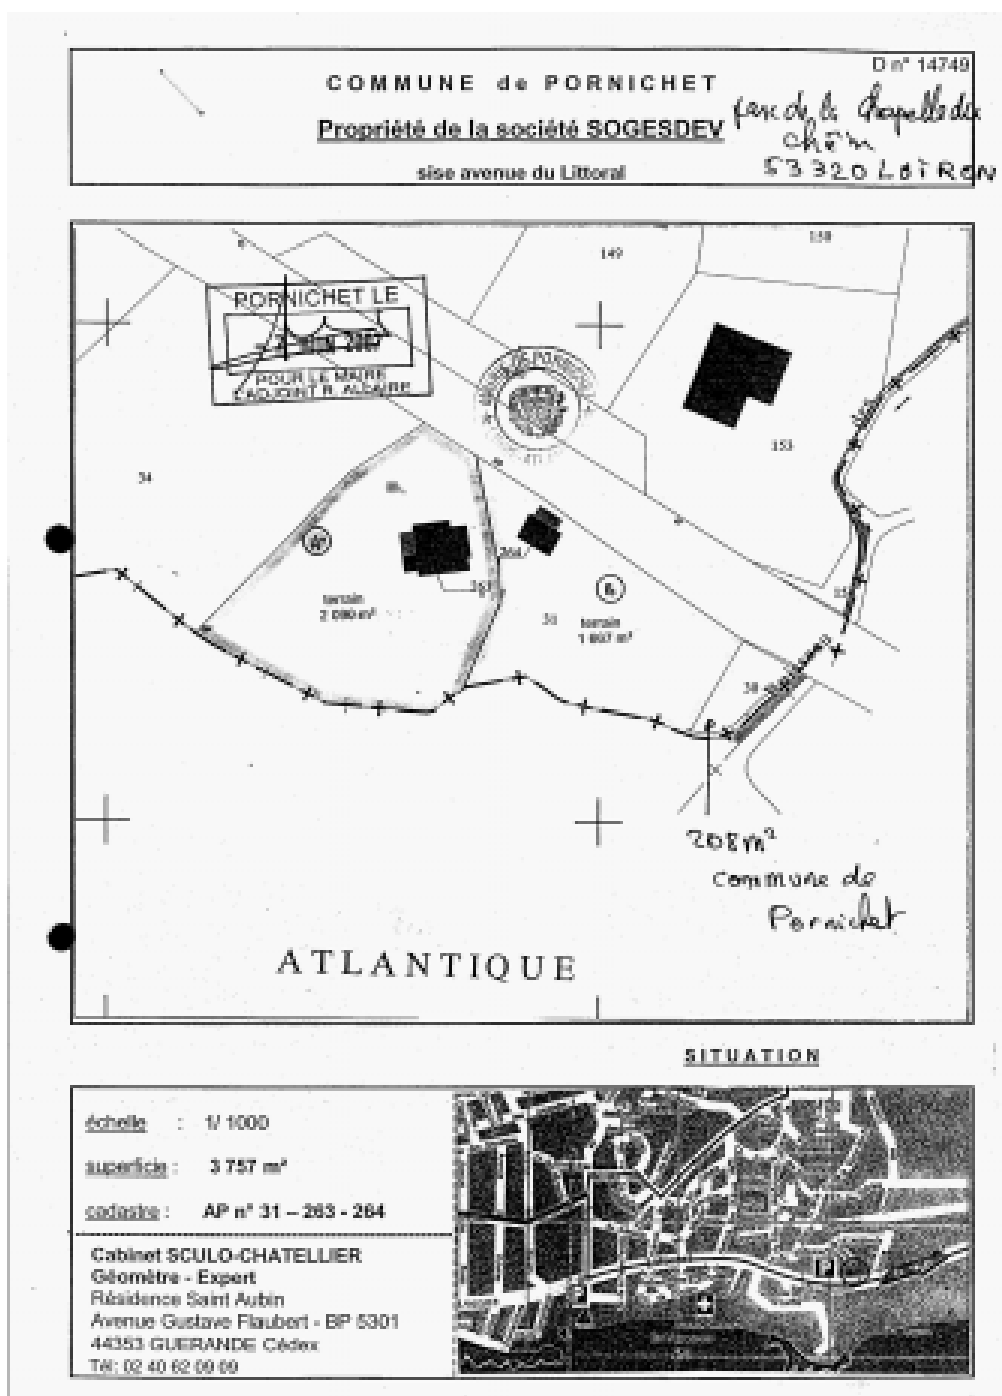 D n° 14749
COMMUNE de PORNICHET
Propriété de la société SOGESDEV
sise avenue du Littoral
parc de la Chapelle du
Chêne
53320 LOIRON
149
150
PORNICHET LE
2007
POUR LE MAIRE
L'ADJOINT R. ALLAIRE
153
34
A
264
263
terrain
2 090 m²
B
31
terrain
1 667 m²
30
208 m²
Commune de
Pornichet
ATLANTIQUE
SITUATION
échelle : 1/ 1000
superficie : 3 757 m²
cadastre : AP n° 31 – 263 - 264
Cabinet SCULO-CHATELLIER
Géomètre - Expert
Résidence Saint Aubin
Avenue Gustave Flaubert - BP 5301
44353 GUERANDE Cédex
Tél: 02 40 62 09 09